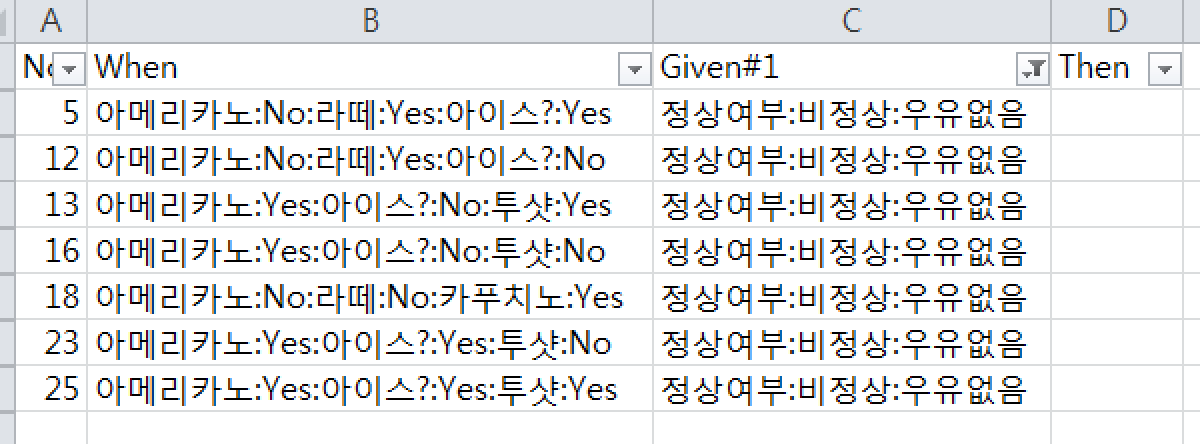 A B C D
No When Given#1 Then
5 아메리카노:No:라떼:Yes:아이스?:Yes 정상여부:비정상:우유없음
12 아메리카노:No:라떼:Yes:아이스?:No 정상여부:비정상:우유없음
13 아메리카노:Yes:아이스?:No:투샷:Yes 정상여부:비정상:우유없음
16 아메리카노:Yes:아이스?:No:투샷:No 정상여부:비정상:우유없음
18 아메리카노:No:라떼:No:카푸치노:Yes 정상여부:비정상:우유없음
23 아메리카노:Yes:아이스?:Yes:투샷:No 정상여부:비정상:우유없음
25 아메리카노:Yes:아이스?:Yes:투샷:Yes 정상여부:비정상:우유없음